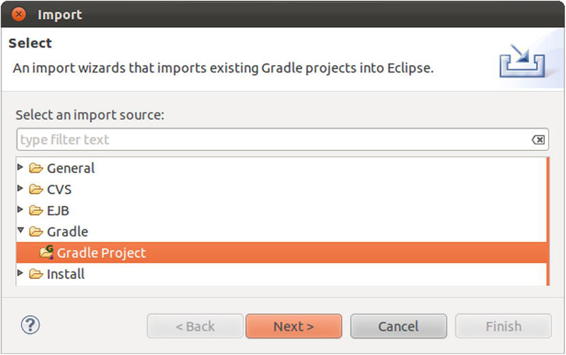 Import
Select
An import wizards that imports existing Gradle projects into Eclipse.
Select an import source:
type filter text
General
CVS
EJB
Gradle
G
Gradle Project
Install
? < Back Next > Cancel Finish